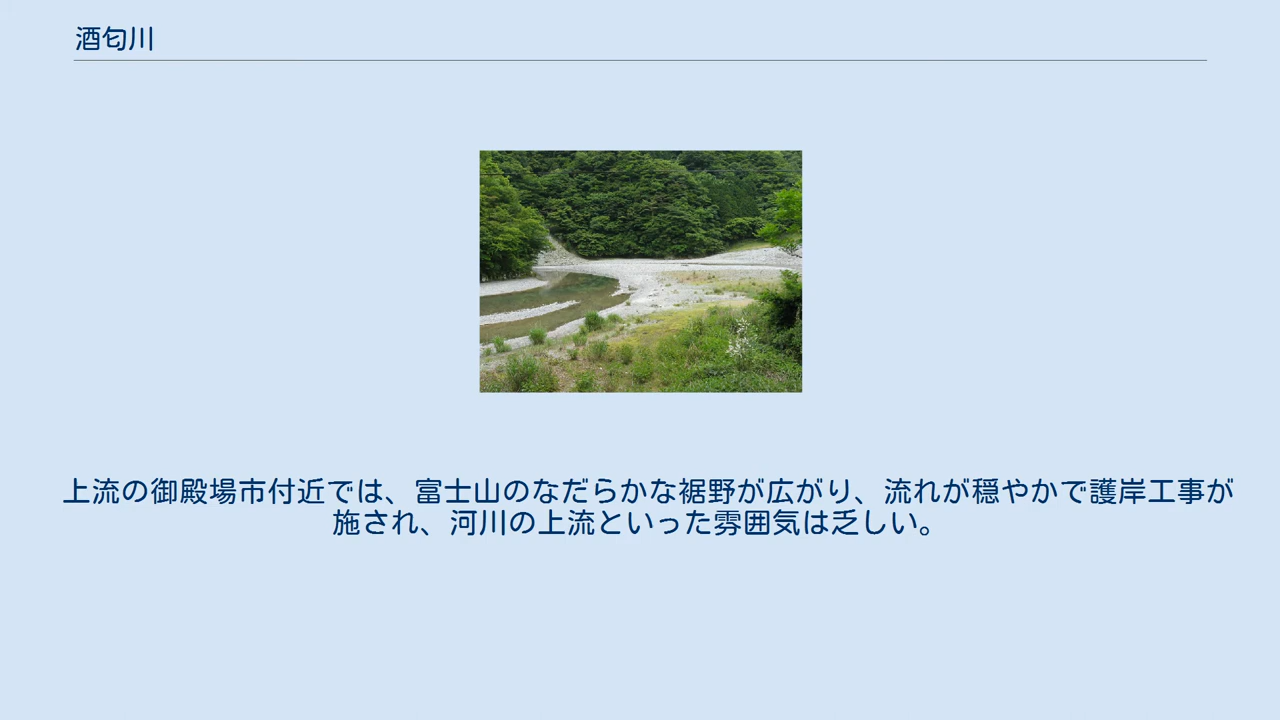 酒匂川
上流の御殿場市付近では、富士山のなだらかな裾野が広がり、流れが穏やかで護岸工事が
施され、河川の上流といった雰囲気は乏しい。